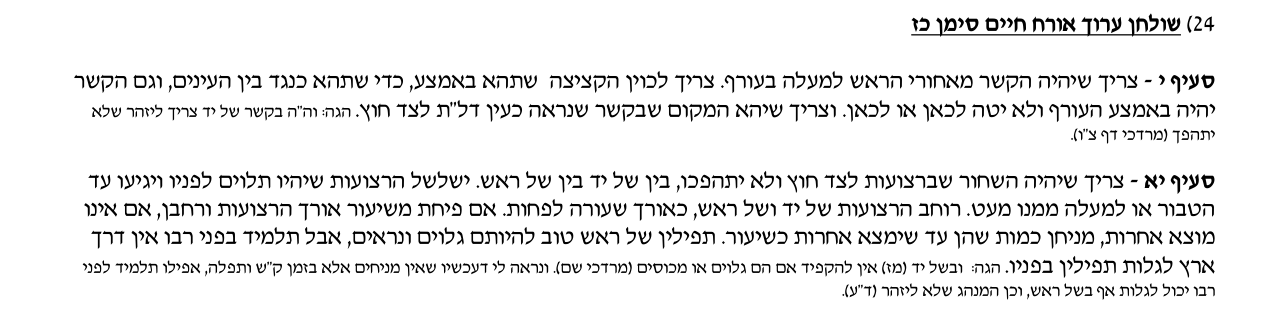 24) שולחן ערוך אורח חיים סימן כז
סעיף י - צריך שיהיה הקשר מאחורי הראש למעלה בעורף. צריך לכוין הקציצה שתהא באמצע, כדי שתהא כנגד בין העינים, וגם הקשר
יהיה באמצע העורף ולא יטה לכאן או לכאן. וצריך שיהא המקום שבקשר שנראה כעין דל"ת לצד חוץ. הגה: וה"ה בקשר של יד צריך ליזהר שלא
יתהפך (מרדכי דף צ"ו).
סעיף יא - צריך שיהיה השחור שברצועות לצד חוץ ולא יתהפכו, בין של יד בין של ראש. ישלשל הרצועות שיהיו תלוים לפניו ויגיעו עד
הטבור או למעלה ממנו מעט. רוחב הרצועות של יד ושל ראש, כאורך שעורה לפחות. אם פיחת משיעור אורך הרצועות ורחבן, אם אינו
מוצא אחרות, מניחן כמות שהן עד שימצא אחרות כשיעור. תפילין של ראש טוב להיותם גלוים ונראים, אבל תלמיד בפני רבו אין דרך
ארץ לגלות תפילין בפניו. הגה: ובשל יד (מז) אין להקפיד אם הם גלוים או מכוסים (מרדכי שם). ונראה לי דעכשיו שאין מניחים אלא בזמן ק"ש ותפלה, אפילו תלמיד לפני
רבו יכול לגלות אף בשל ראש, וכן המנהג שלא ליזהר (ד"ע).